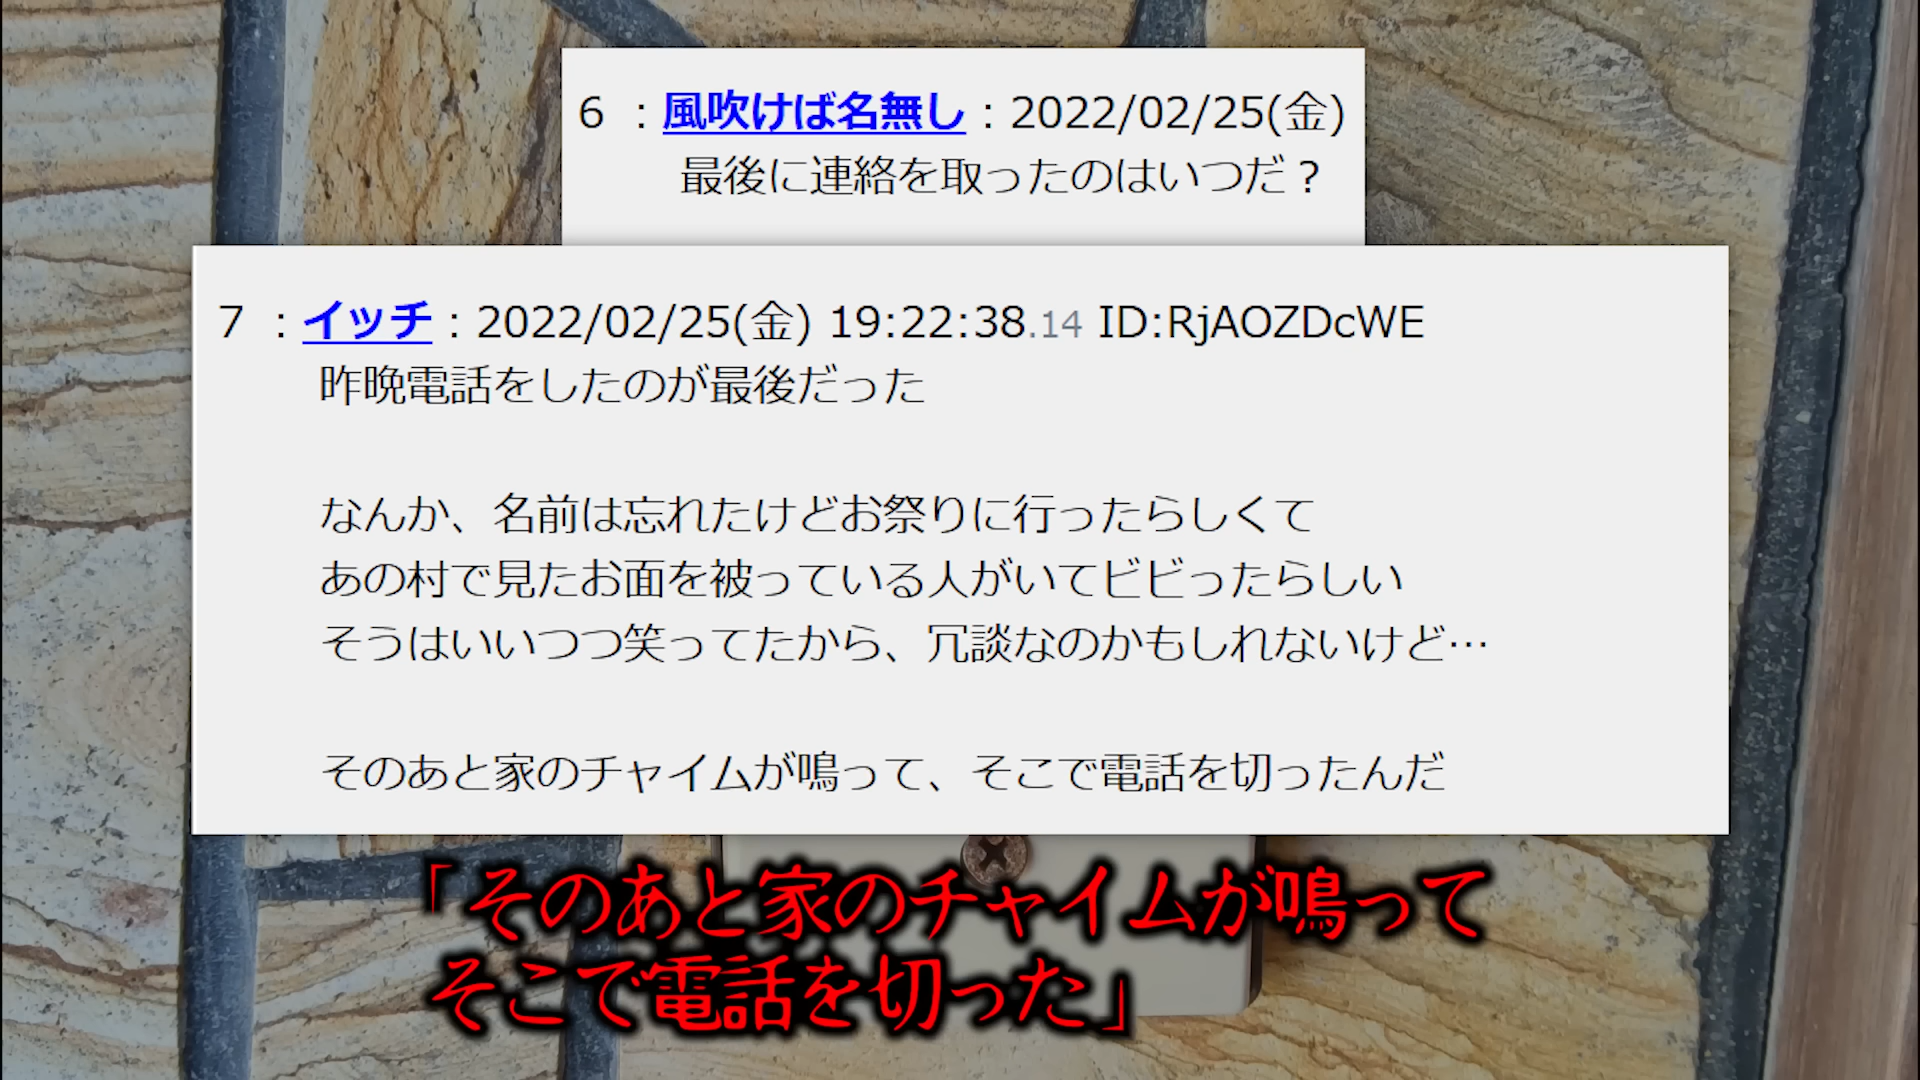 6 ：風吹けば名無し：2022/02/25(金)
最後に連絡を取ったのはいつだ？
7 ：イッチ：2022/02/25(金) 19:22:38.14 ID:RjAOZDcWE
昨晩電話をしたのが最後だった
なんか、名前は忘れたけどお祭りに行ったらしくて
あの村で見たお面を被っている人がいてビビったらしい
そうはいいつつ笑ってたから、冗談なのかもしれないけど…
そのあと家のチャイムが鳴って、そこで電話を切ったんだ
「そのあと家のチャイムが鳴って
そこで電話を切った」